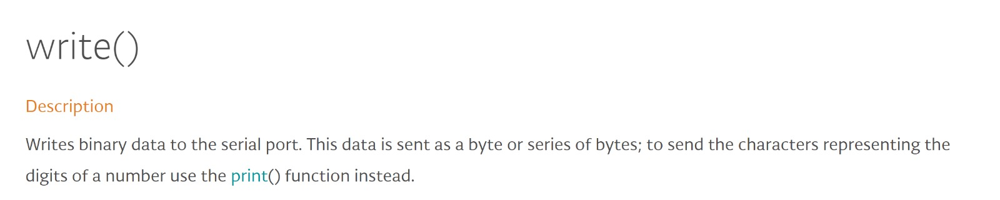 write()
Description
Writes binary data to the serial port. This data is sent as a byte or series of bytes; to send the characters representing the
digits of a number use the print() function instead.